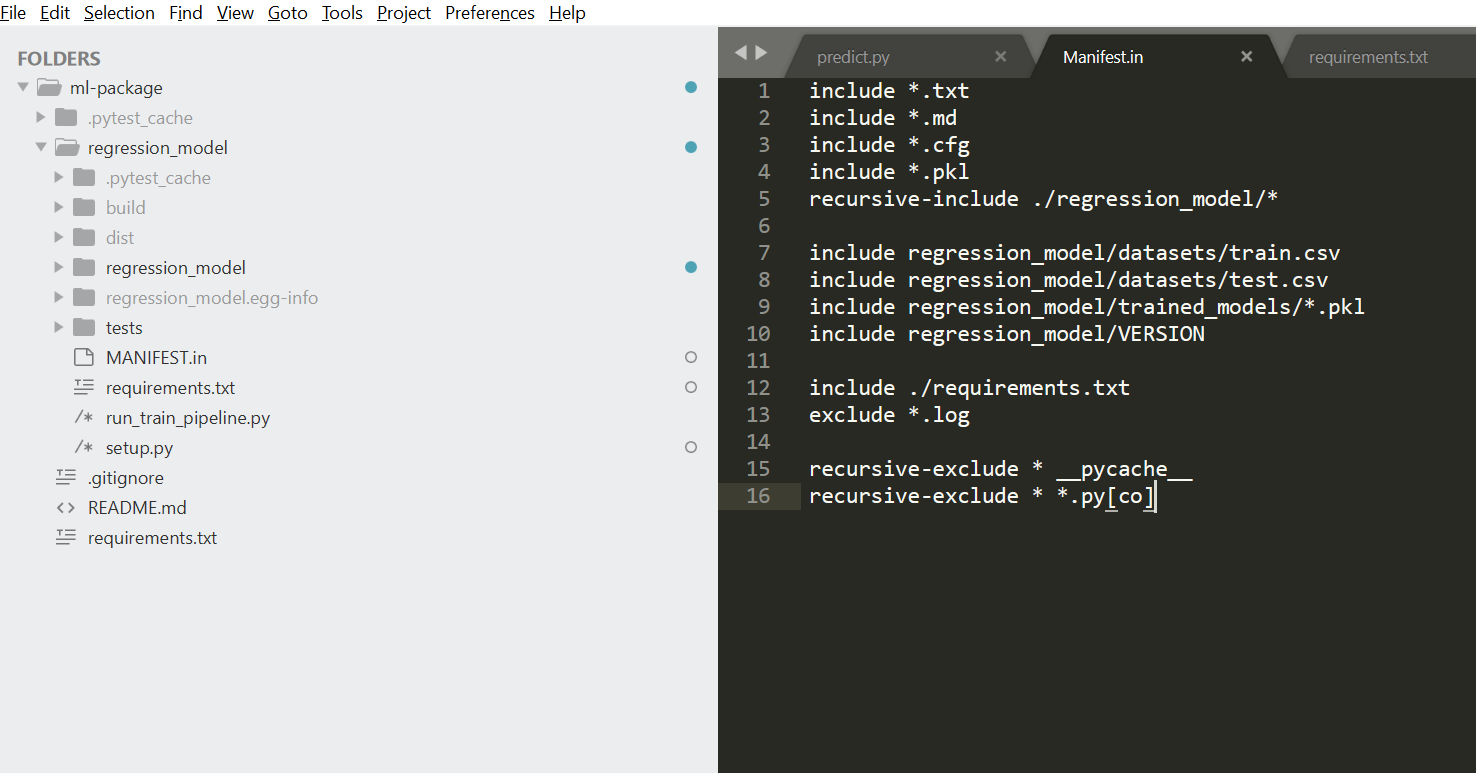 File Edit Selection Find View Goto Tools Project Preferences Help
FOLDERS
ml-package
.pytest_cache
regression_model
.pytest_cache
build
dist
regression_model
regression_model.egg-info
tests
MANIFEST.in
requirements.txt
/* run_train_pipeline.py
/* setup.py
.gitignore
<> README.md
requirements.txt
predict.py × Manifest.in × requirements.txt
1 include *.txt
2 include *.md
3 include *.cfg
4 include *.pkl
5 recursive-include ./regression_model/*
6
7 include regression_model/datasets/train.csv
8 include regression_model/datasets/test.csv
9 include regression_model/trained_models/*.pkl
10 include regression_model/VERSION
11
12 include ./requirements.txt
13 exclude *.log
14
15 recursive-exclude * __pycache__
16 recursive-exclude * *.py[co]